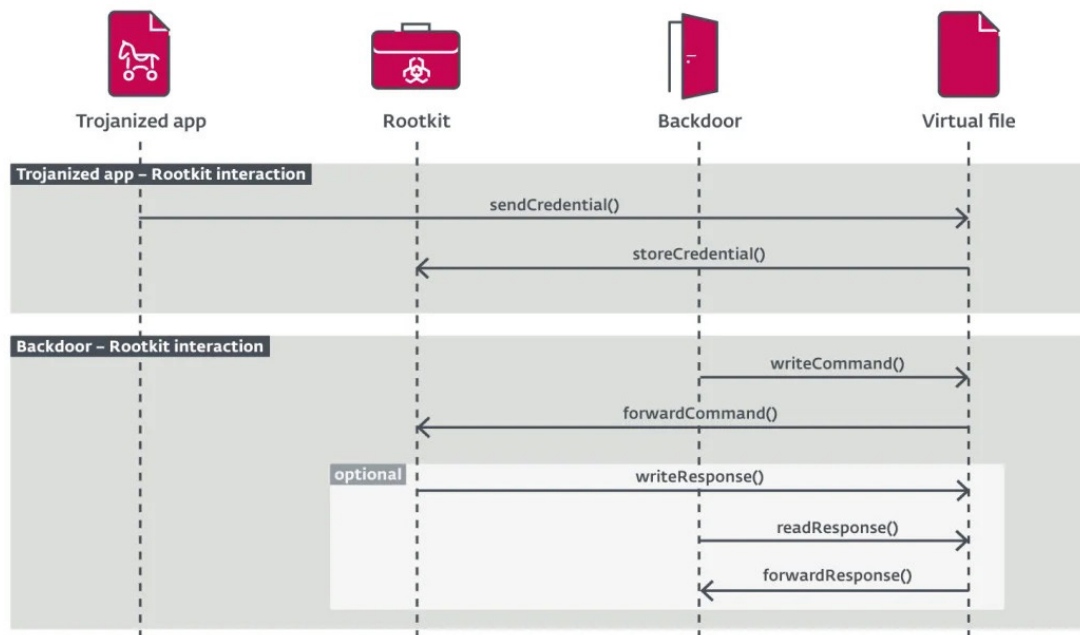 Trojanized app
Rootkit
Backdoor
Virtual file
Trojanized app – Rootkit interaction
sendCredential()
storeCredential()
Backdoor – Rootkit interaction
writeCommand()
forwardCommand()
optional
writeResponse()
readResponse()
forwardResponse()